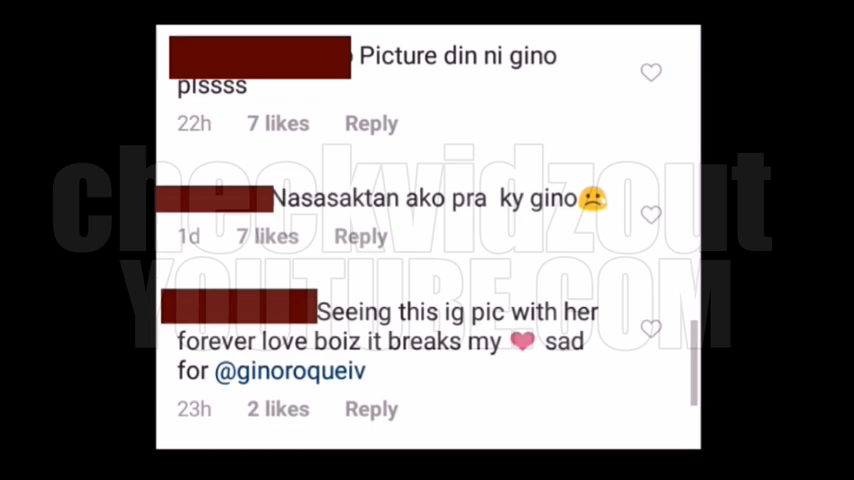 Picture din ni gino
plssss
22h 7 likes Reply
Nasasaktan ako pra ky gino
1d 7 likes Reply
Seeing this ig pic with her
forever love boiz it breaks my sad
for @ginoroqueiv
23h 2 likes Reply
checkvidzout
YOUTUBE.COM